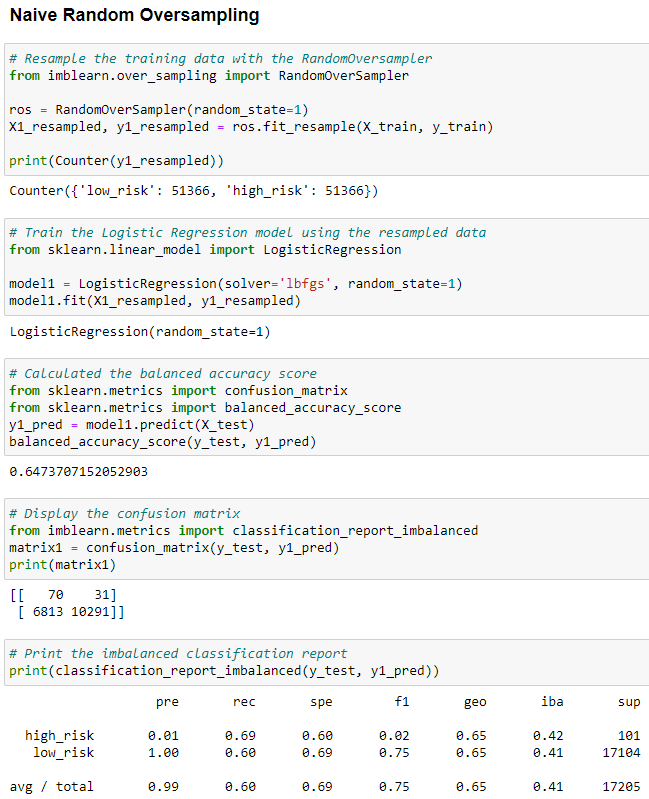 Naive Random Oversampling
# Resample the training data with the RandomOversampler
from imblearn.over_sampling import RandomOverSampler
ros = RandomOverSampler(random_state=1)
X1_resampled, y1_resampled = ros.fit_resample(X_train, y_train)
print(Counter(y1_resampled))
Counter({'low_risk': 51366, 'high_risk': 51366})
# Train the Logistic Regression model using the resampled data
from sklearn.linear_model import LogisticRegression
model1 = LogisticRegression(solver='lbfgs', random_state=1)
model1.fit(X1_resampled, y1_resampled)
LogisticRegression(random_state=1)
# Calculated the balanced accuracy score
from sklearn.metrics import confusion_matrix
from sklearn.metrics import balanced_accuracy_score
y1_pred = model1.predict(X_test)
balanced_accuracy_score(y_test, y1_pred)
0.6473707152052903
# Display the confusion matrix
from imblearn.metrics import classification_report_imbalanced
matrix1 = confusion_matrix(y_test, y1_pred)
print(matrix1)
[[   70    31]
 [ 6813 10291]]
# Print the imbalanced classification report
print(classification_report_imbalanced(y_test, y1_pred))
pre rec spe f1 geo iba sup
high_risk 0.01 0.69 0.60 0.02 0.65 0.42 101
low_risk 1.00 0.60 0.69 0.75 0.65 0.41 17104
avg / total 0.99 0.60 0.69 0.75 0.65 0.41 17205